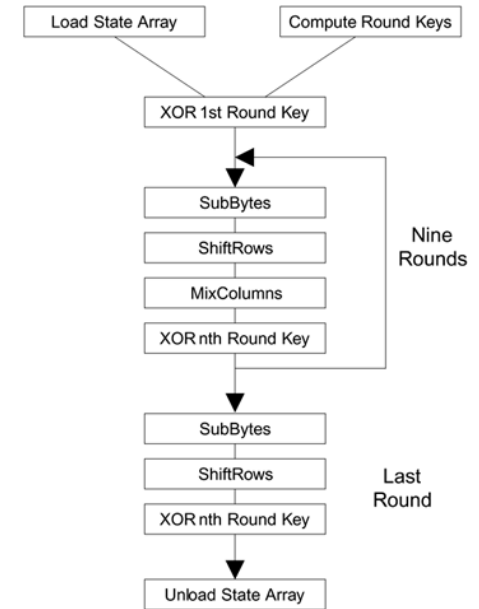 Load State Array
Compute Round Keys
XOR 1st Round Key
SubBytes
ShiftRows
MixColumns
XOR nth Round Key
Nine
Rounds
SubBytes
ShiftRows
XOR nth Round Key
Last
Round
Unload State Array